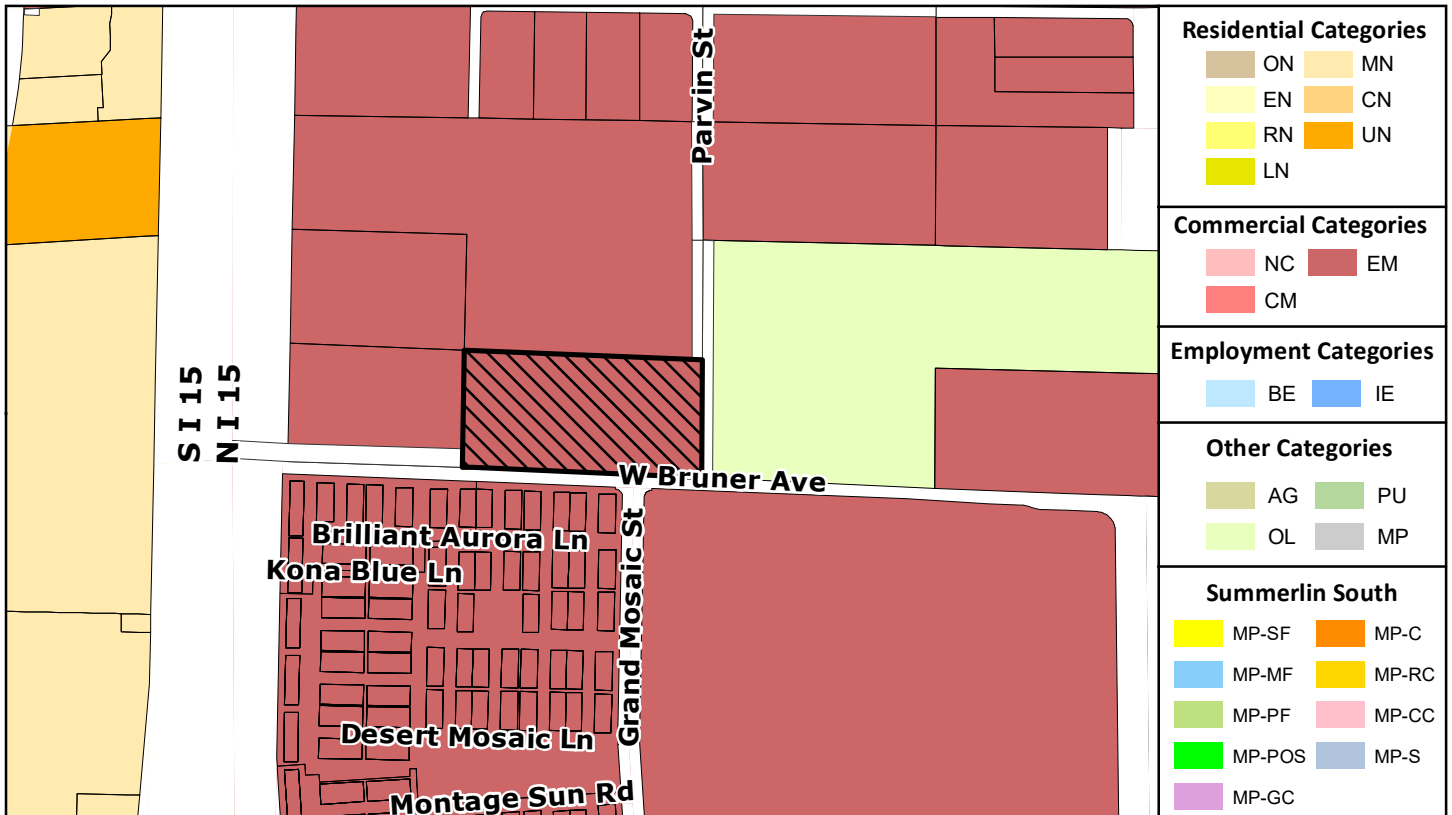 Parvin St
S I 15
N I 15
W Bruner Ave
Brilliant Aurora Ln
Kona Blue Ln
Grand Mosaic St
Desert Mosaic Ln
Montage Sun Rd
Residential Categories
ON MN
EN CN
RN UN
LN
Commercial Categories
NC EM
CM
Employment Categories
BE IE
Other Categories
AG PU
OL MP
Summerlin South
MP-SF MP-C
MP-MF MP-RC
MP-PF MP-CC
MP-POS MP-S
MP-GC